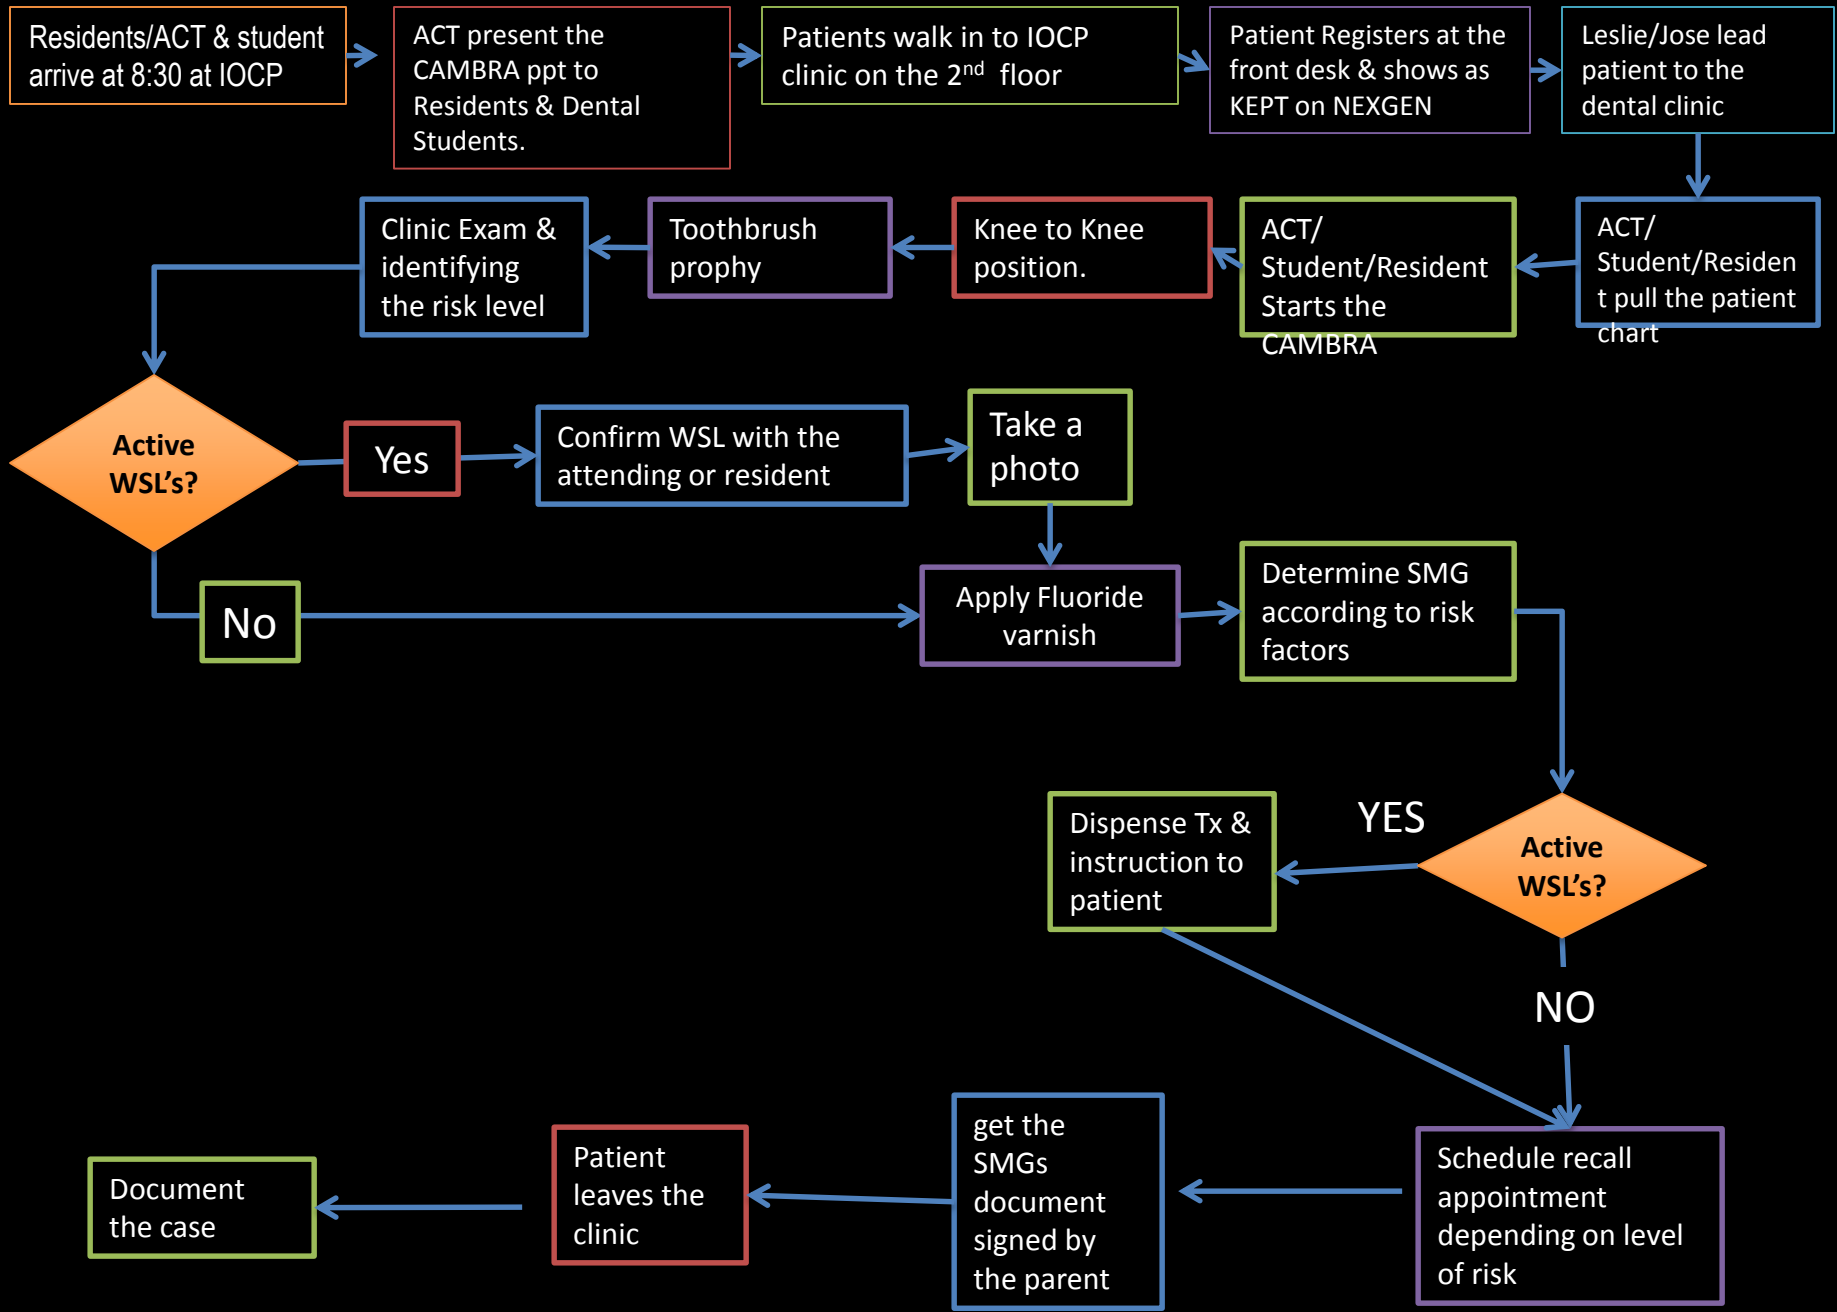 Residents/ACT & student
arrive at 8:30 at IOCP
ACT present the
CAMBRA ppt to
Residents & Dental
Students.
Patients walk in to IOCP
clinic on the 2nd floor
Patient Registers at the
front desk & shows as
KEPT on NEXGEN
Leslie/Jose lead
patient to the
dental clinic
ACT/
Student/Residen
t pull the patient
chart
ACT/
Student/Resident
Starts the
CAMBRA
Knee to Knee
position.
Toothbrush
prophy
Clinic Exam &
identifying
the risk level
Active
WSL's?
Yes
Confirm WSL with the
attending or resident
Take a
photo
No
Apply Fluoride
varnish
Determine SMG
according to risk
factors
Active
WSL's?
YES
Dispense Tx &
instruction to
patient
NO
Schedule recall
appointment
depending on level
of risk
get the
SMGs
document
signed by
the parent
Patient
leaves the
clinic
Document
the case